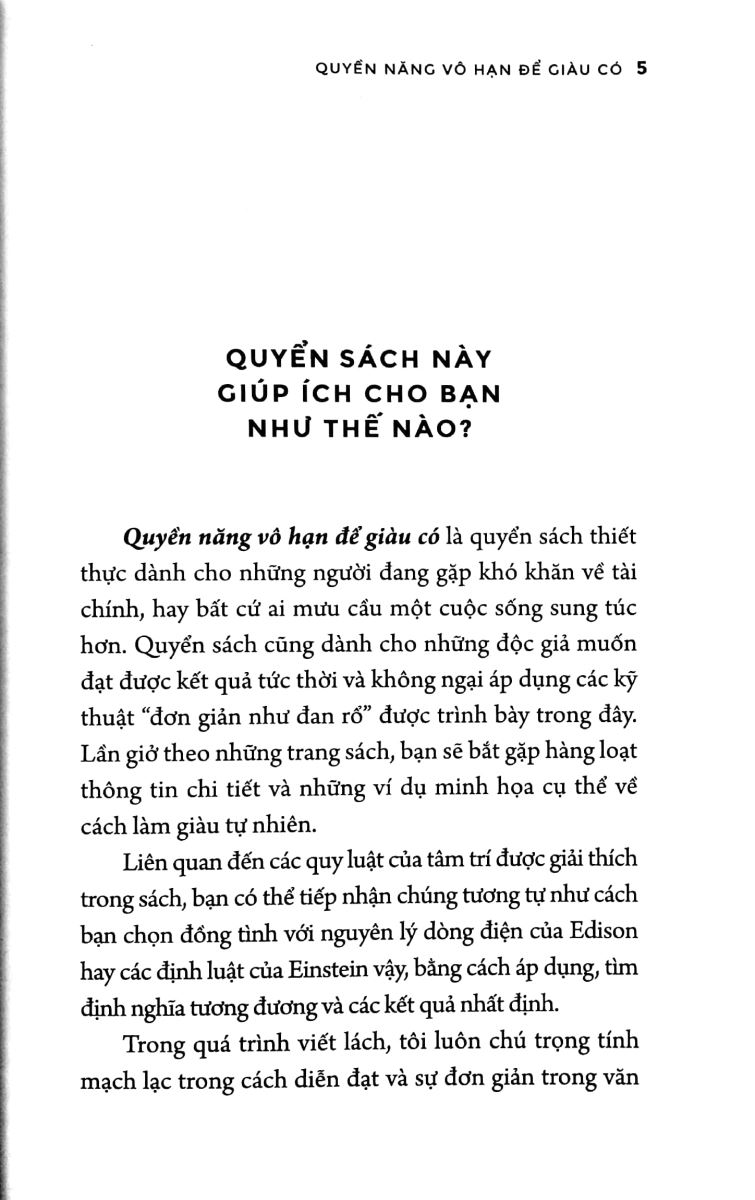 QUYỀN NĂNG VÔ HẠN ĐỂ GIÀU CÓ 5
QUYỂN SÁCH NÀY
GIÚP ÍCH CHO BẠN
NHƯ THẾ NÀO?
Quyền năng vô hạn để giàu có là quyển sách thiết
thực dành cho những người đang gặp khó khăn về tài
chính, hay bất cứ ai mưu cầu một cuộc sống sung túc
hơn. Quyển sách cũng dành cho những độc giả muốn
đạt được kết quả tức thời và không ngại áp dụng các kỹ
thuật “đơn giản như đan rổ” được trình bày trong đây.
Lần giở theo những trang sách, bạn sẽ bắt gặp hàng loạt
thông tin chi tiết và những ví dụ minh họa cụ thể về
cách làm giàu tự nhiên.
Liên quan đến các quy luật của tâm trí được giải thích
trong sách, bạn có thể tiếp nhận chúng tương tự như cách
bạn chọn đồng tình với nguyên lý dòng điện của Edison
hay các định luật của Einstein vậy, bằng cách áp dụng, tìm
định nghĩa tương đương và các kết quả nhất định.
Trong quá trình viết lách, tôi luôn chú trọng tính
mạch lạc trong cách diễn đạt và sự đơn giản trong văn